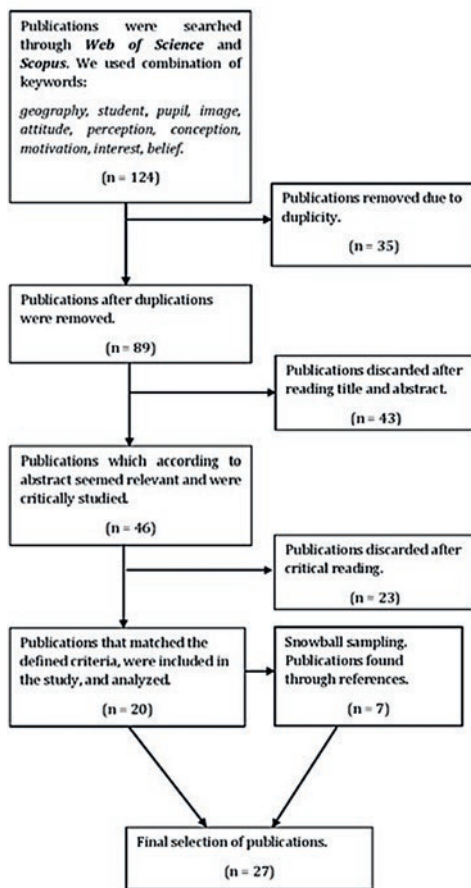 Publications were searched
through Web of Science and
Scopus. We used combination of
keywords:
geography, student, pupil, image,
attitude, perception, conception,
motivation, interest, belief.
(n = 124)
Publications removed due to
duplicity.
(n = 35)
Publications after duplications
were removed.
(n = 89)
Publications discarded after
reading title and abstract.
(n = 43)
Publications which according to
abstract seemed relevant and were
critically studied.
(n = 46)
Publications discarded after
critical reading.
(n = 23)
Publications that matched the
defined criteria, were included in
the study, and analyzed.
(n = 20)
Snowball sampling.
Publications found
through references.
(n = 7)
Final selection of publications.
(n = 27)